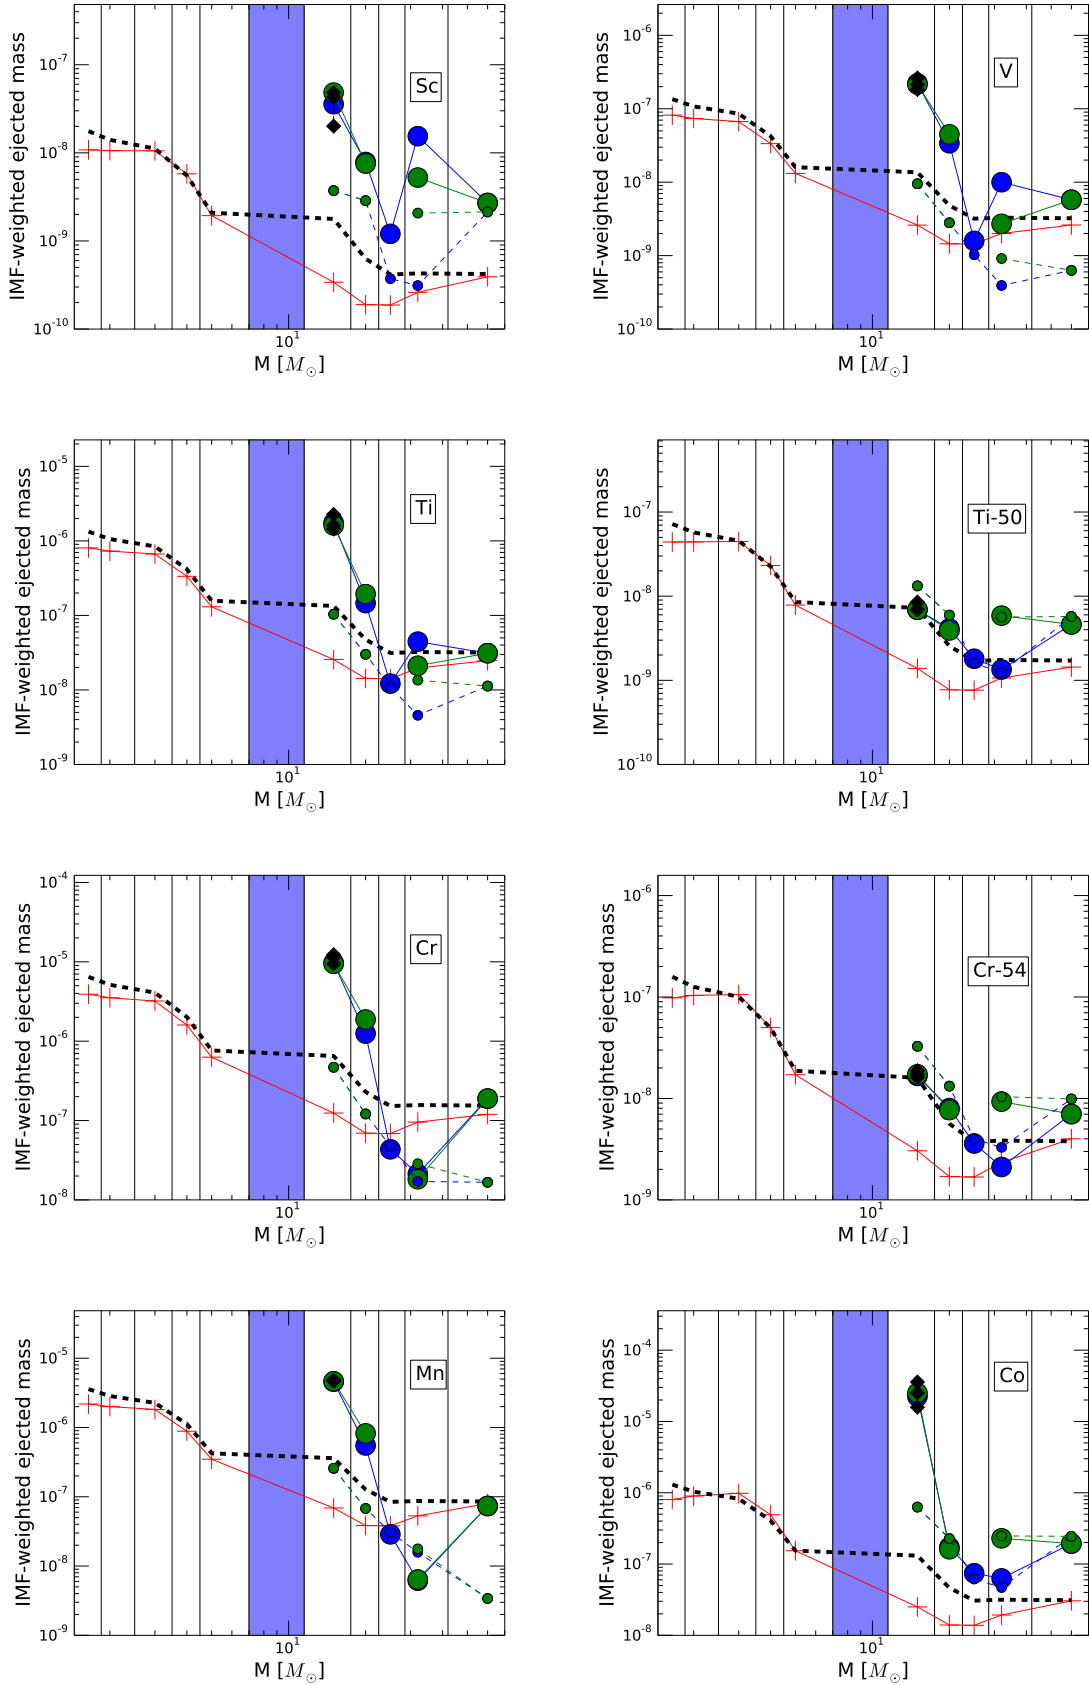 IMF-weighted ejected mass
10⁻⁷
10⁻⁸
10⁻⁹
10⁻¹⁰
Sc
10¹
M [M☉]
IMF-weighted ejected mass
10⁻⁶
10⁻⁷
10⁻⁸
10⁻⁹
10⁻¹⁰
V
10¹
M [M☉]
IMF-weighted ejected mass
10⁻⁵
10⁻⁶
10⁻⁷
10⁻⁸
10⁻⁹
Ti
10¹
M [M☉]
IMF-weighted ejected mass
10⁻⁷
10⁻⁸
10⁻⁹
10⁻¹⁰
Ti-50
10¹
M [M☉]
IMF-weighted ejected mass
10⁻⁴
10⁻⁵
10⁻⁶
10⁻⁷
10⁻⁸
Cr
10¹
M [M☉]
IMF-weighted ejected mass
10⁻⁶
10⁻⁷
10⁻⁸
10⁻⁹
Cr-54
10¹
M [M☉]
IMF-weighted ejected mass
10⁻⁵
10⁻⁶
10⁻⁷
10⁻⁸
10⁻⁹
Mn
10¹
M [M☉]
IMF-weighted ejected mass
10⁻⁴
10⁻⁵
10⁻⁶
10⁻⁷
10⁻⁸
Co
10¹
M [M☉]